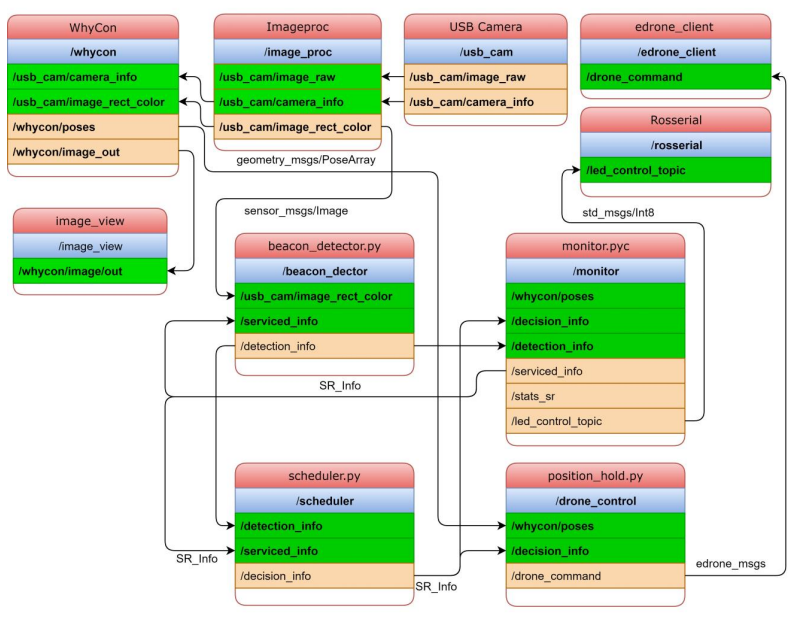 WhyCon
/whycon
/usb_cam/camera_info
/usb_cam/image_rect_color
/whycon/poses
/whycon/image_out
Imageproc
/image_proc
/usb_cam/image_raw
/usb_cam/camera_info
/usb_cam/image_rect_color
USB Camera
/usb_cam
/usb_cam/image_raw
/usb_cam/camera_info
edrone_client
/edrone_client
/drone_command
Rosserial
/rosserial
/led_control_topic
geometry_msgs/PoseArray
sensor_msgs/Image
std_msgs/Int8
image_view
/image_view
/whycon/image/out
beacon_detector.py
/beacon_dector
/usb_cam/image_rect_color
/serviced_info
/detection_info
monitor.pyc
/monitor
/whycon/poses
/decision_info
/detection_info
/serviced_info
/stats_sr
/led_control_topic
SR_Info
scheduler.py
/scheduler
/detection_info
/serviced_info
/decision_info
SR_Info
SR_Info
position_hold.py
/drone_control
/whycon/poses
/decision_info
/drone_command
edrone_msgs